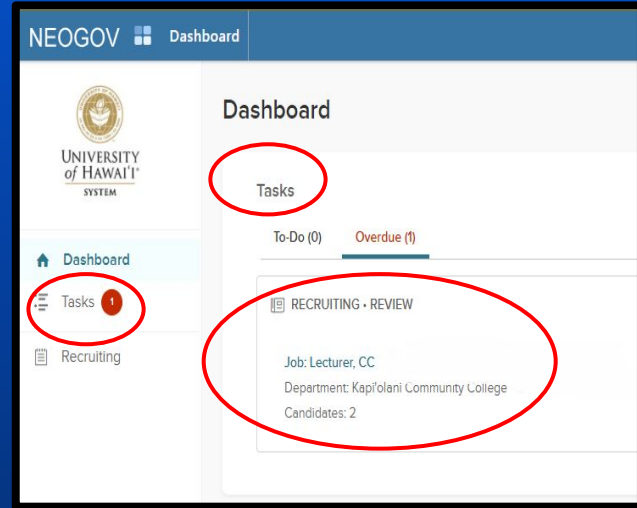 NEOGOV Dashboard
UNIVERSITY
of HAWAI'I®
SYSTEM
Dashboard
Tasks 1
Recruiting
Dashboard
Tasks
To-Do (0) Overdue (1)
RECRUITING • REVIEW
Job: Lecturer, CC
Department: Kapi'olani Community College
Candidates: 2